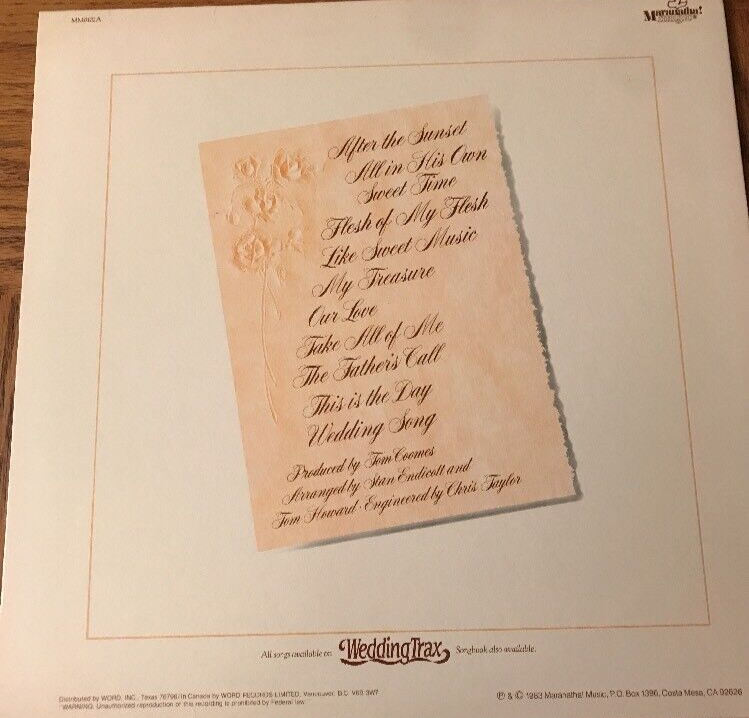 MM0102A
Maranatha!
After the Sunset
All in His Own
Sweet Time
Flesh of My Flesh
Like Sweet Music
My Treasure
Our Love
Take All of Me
The Father's Call
This is the Day
Wedding Song
Produced by Tom Coomes
Arranged by Stan Endicott and
Tom Howard · Engineered by Chris Taylor
All songs available on WeddingTrax Songbook also available.
Distributed by WORD, INC., Texas 76796/In Canada by WORD RECORDS LIMITED, Vancouver, B.C. V6B 3W7
WARNING: Unauthorized reproduction of this recording is prohibited by Federal law
℗ & © 1983 Maranatha! Music, P.O. Box 1396, Costa Mesa, CA 92626